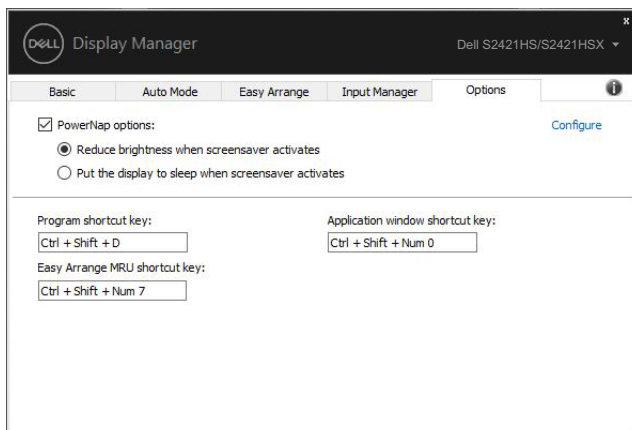 x
DELL Display Manager Dell S2421HS/S2421HSX
Basic Auto Mode Easy Arrange Input Manager Options i
PowerNap options: Configure
Reduce brightness when screensaver activates
Put the display to sleep when screensaver activates
Program shortcut key: Application window shortcut key:
Ctrl + Shift + D Ctrl + Shift + Num 0
Easy Arrange MRU shortcut key:
Ctrl + Shift + Num 7